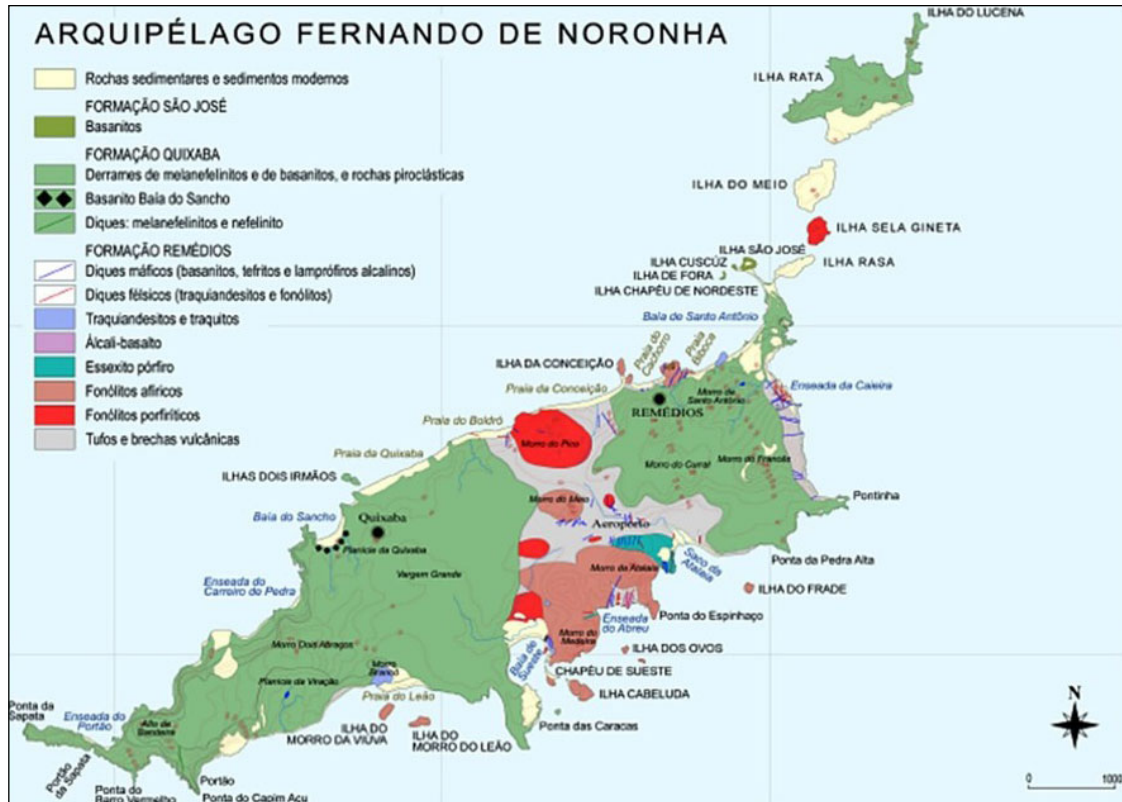 ARQUIPÉLAGO FERNANDO DE NORONHA
Rochas sedimentares e sedimentos modernos
FORMAÇÃO SÃO JOSÉ
Basanitos
FORMAÇÃO QUIXABA
Derrames de melanefelinitos e de basanitos, e rochas piroclásticas
Basanito Baía do Sancho
Diques: melanefelinitos e nefelinito
FORMAÇÃO REMÉDIOS
Diques máficos (basanitos, tefritos e lamprófiros alcalinos)
Diques félsicos (traquiandesitos e fonólitos)
Traquiandesitos e traquitos
Álcali-basalto
Essexito pórfiro
Fonólitos afíricos
Fonólitos porfiríticos
Tufos e brechas vulcânicas
ILHA DO LUCENA
ILHA RATA
ILHA DO MEIO
ILHA SELA GINETA
ILHA SÃO JOSÉ
ILHA CUSCÚZ
ILHA RASA
ILHA DE FORA
ILHA CHAPÉU DE NORDESTE
Baía de Santo Antônio
Praia do
Cachorro
Praia
Biboca
ILHA DA CONCEIÇÃO
Praia da Conceição
Enseada da Caieira
Morro de
Santo Antônio
REMÉDIOS
Praia do Boldró
Morro do Pico
Praia da Quixaba
Morro do Curral
Morro do Francês
ILHAS DOIS IRMÃOS
Morro do Meio
Pontinha
Baía do Sancho
Quixaba
Aeroporto
Planície da Quixaba
Saco da
Atalaia
Ponta da Pedra Alta
Vargem Grande
Morro da Atalaia
Enseada do
Carreiro de Pedra
ILHA DO FRADE
Ponta do Espinhaço
Enseada
do Abreu
Morro do
Medeira
Morro Dois Abraços
Baía do
Sueste
ILHA DOS OVOS
Morro
Branco
CHAPÉU DE SUESTE
Planície da Viração
Praia do Leão
ILHA CABELUDA
Ponta da
Sapata
Enseada do
Portão
Alto da
Bandeira
ILHA DO
MORRO DA VIÚVA
ILHA DO
MORRO DO LEÃO
Ponta das Caracas
Portão
da Sapata
Portão
Ponta do
Barro Vermelho
Ponta do Capim Açu
N
0